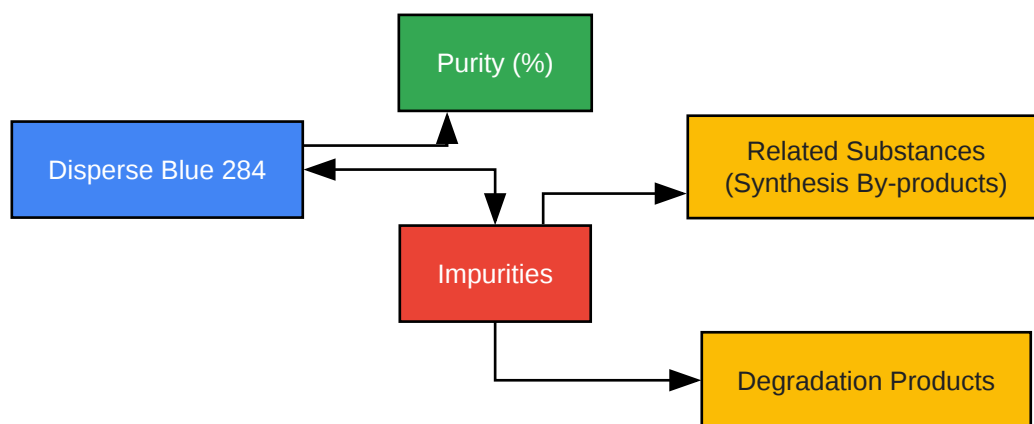 Purity (%)
Disperse Blue 284
Related Substances
(Synthesis By-products)
Impurities
Degradation Products